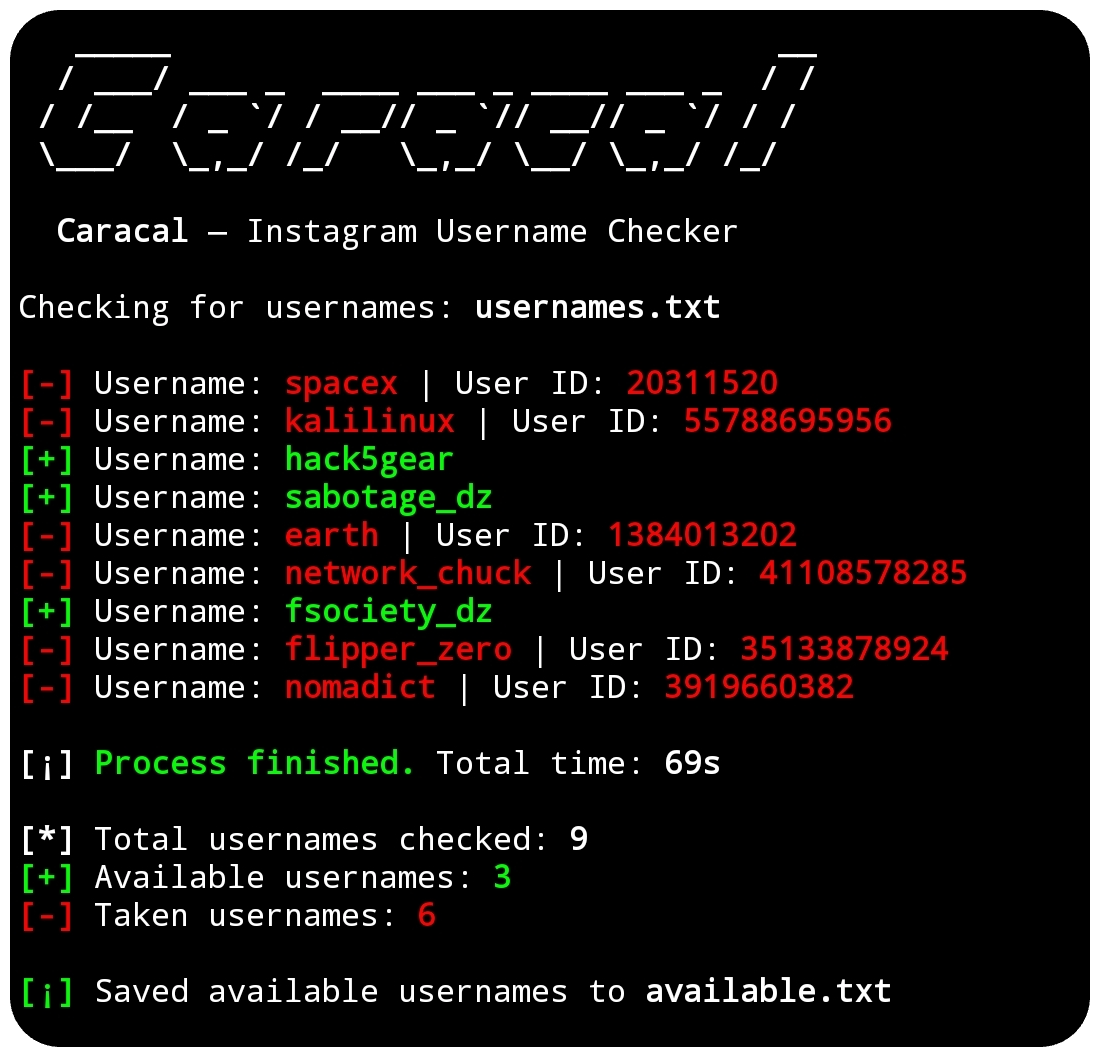 Caracal
Caracal — Instagram Username Checker
Checking for usernames: usernames.txt
[-] Username: spacex | User ID: 20311520
[-] Username: kalilinux | User ID: 55788695956
[+] Username: hack5gear
[+] Username: sabotage_dz
[-] Username: earth | User ID: 1384013202
[-] Username: network_chuck | User ID: 41108578285
[+] Username: fsociety_dz
[-] Username: flipper_zero | User ID: 35133878924
[-] Username: nomadict | User ID: 3919660382
[¡] Process finished. Total time: 69s
[*] Total usernames checked: 9
[+] Available usernames: 3
[-] Taken usernames: 6
[¡] Saved available usernames to available.txt